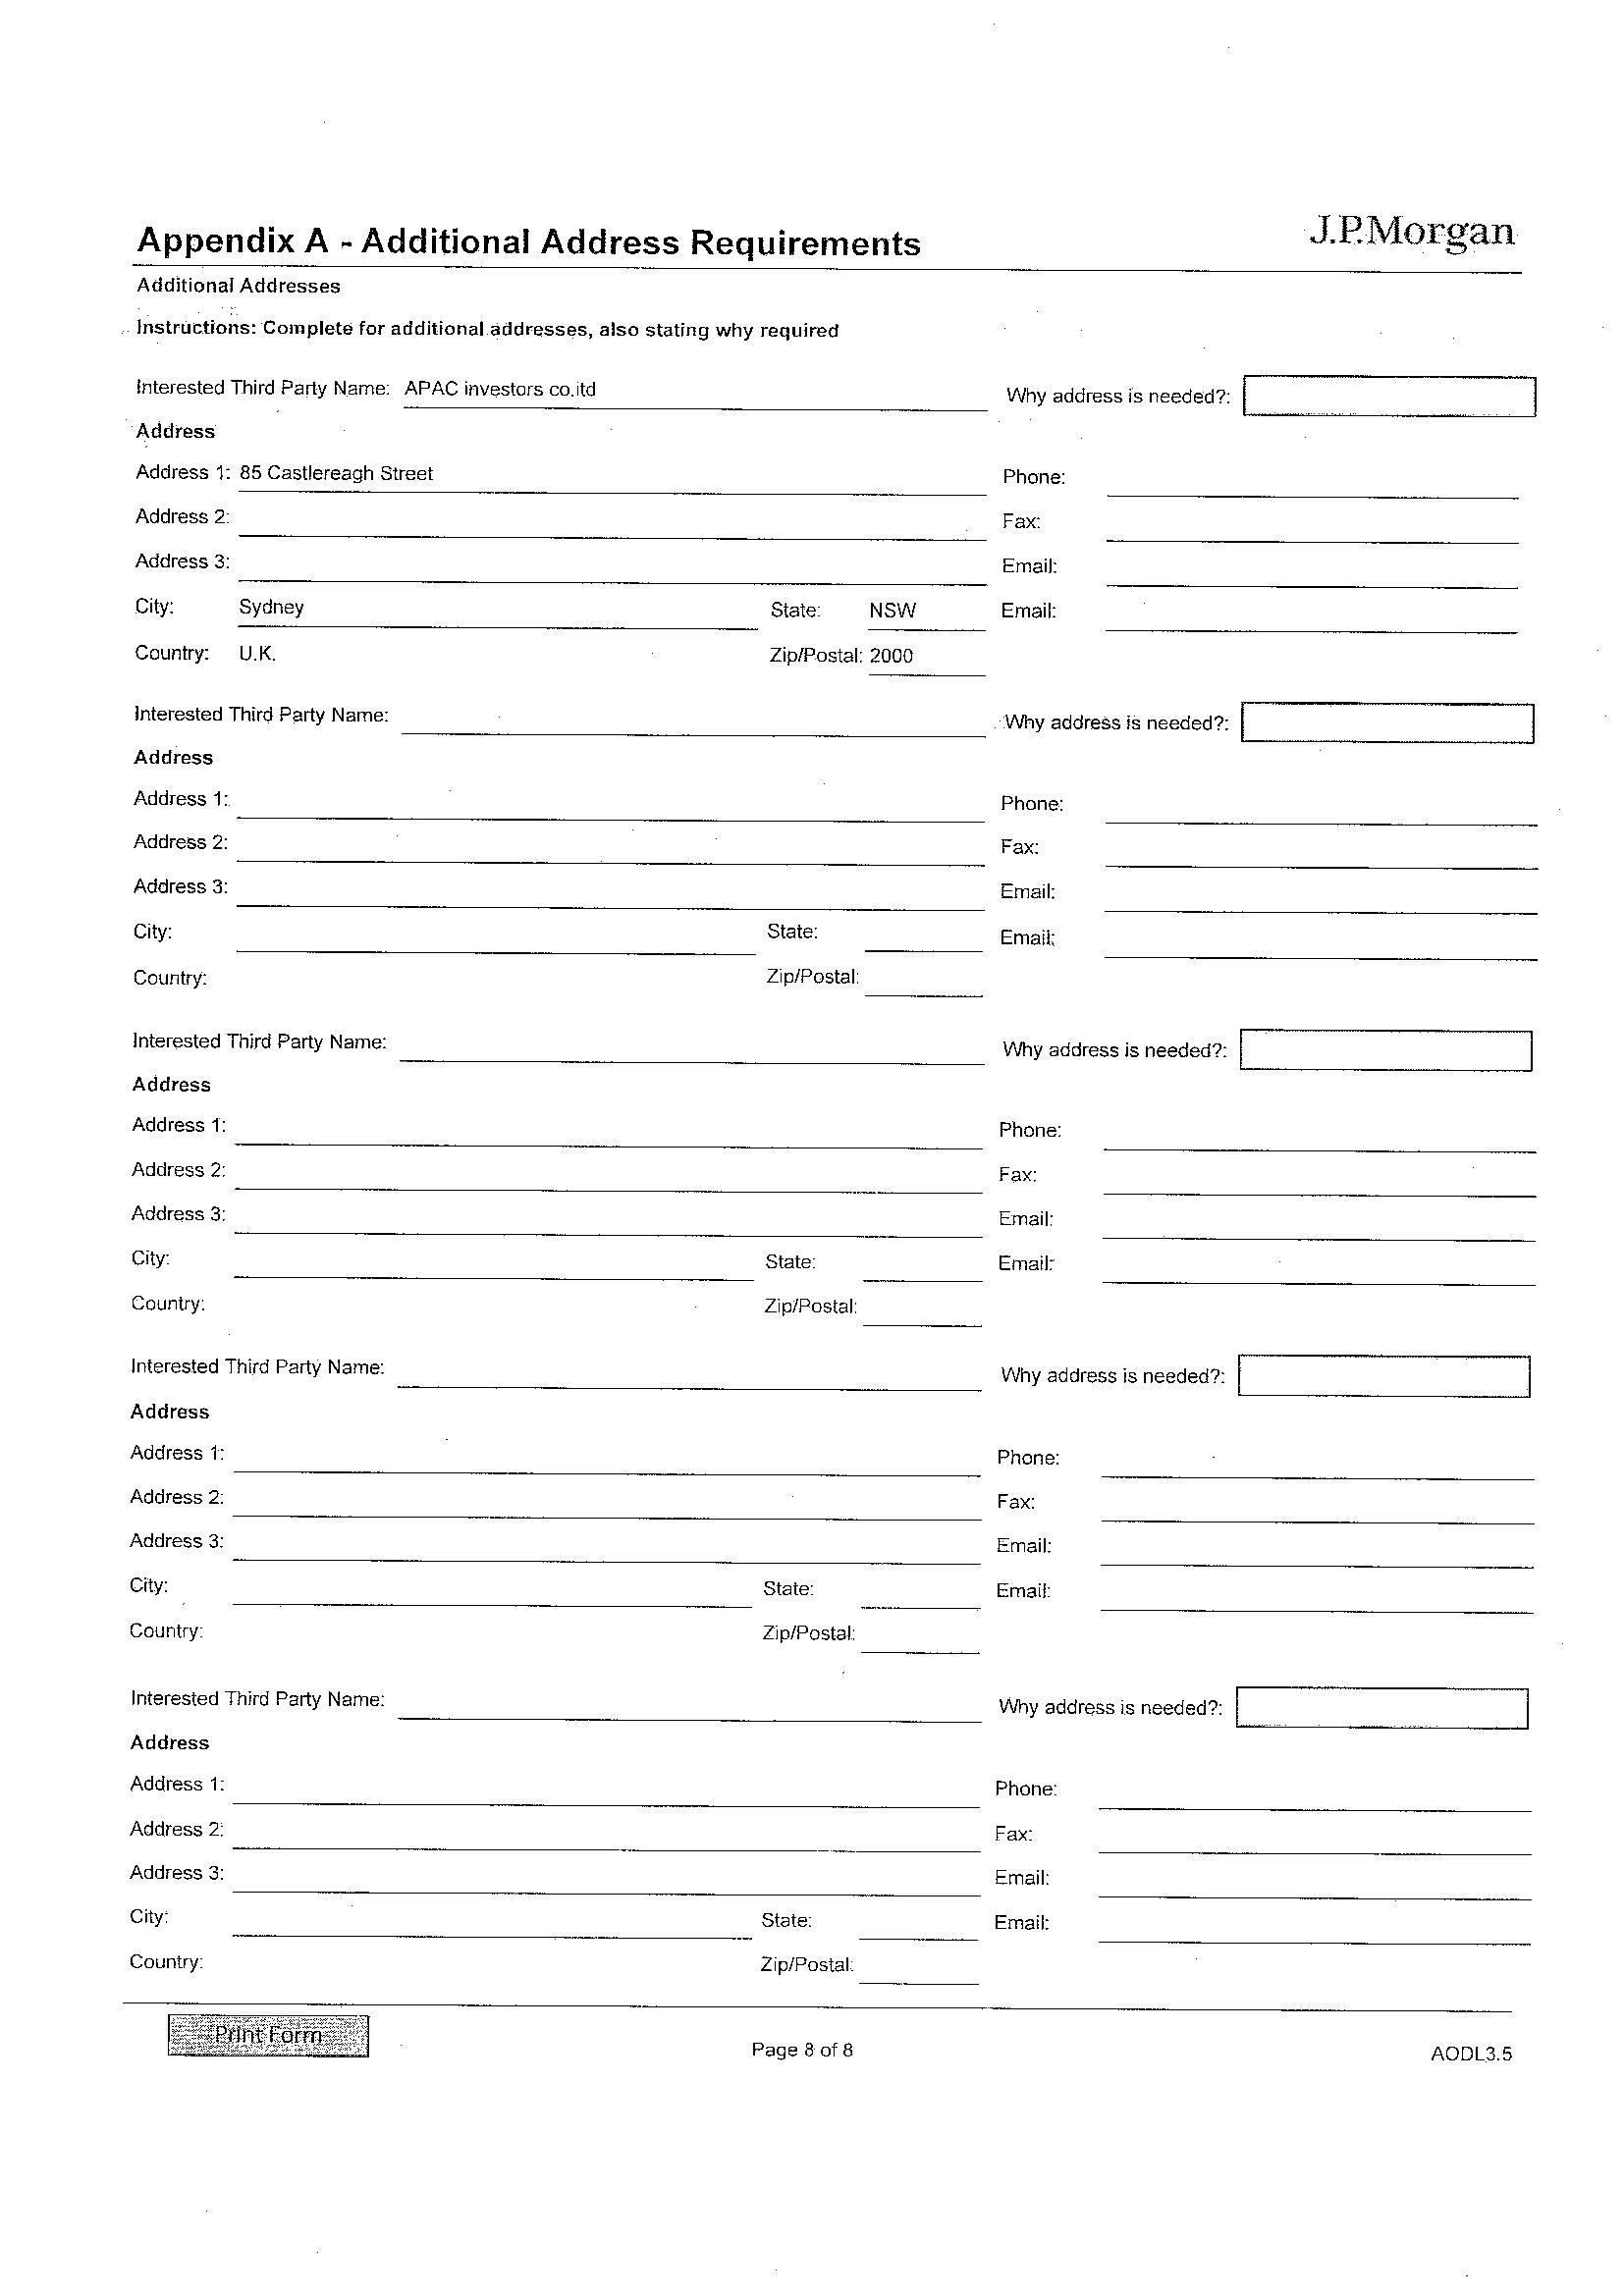 Appendix A - Additional Address Requirements J.P.Morgan
Additional Addresses
Instructions: Complete for additional addresses, also stating why required
Interested Third Party Name: APAC investors co.itd Why address is needed?:
Address
Address 1: 85 Castlereagh Street Phone:
Address 2: Fax:
Address 3: Email:
City: Sydney State: NSW Email:
Country: U.K. Zip/Postal: 2000
Interested Third Party Name: Why address is needed?:
Address
Address 1: Phone:
Address 2: Fax:
Address 3: Email:
City: State: Email:
Country: Zip/Postal:
Interested Third Party Name: Why address is needed?:
Address
Address 1: Phone:
Address 2: Fax:
Address 3: Email:
City: State: Email:
Country: Zip/Postal:
Interested Third Party Name: Why address is needed?:
Address
Address 1: Phone:
Address 2: Fax:
Address 3: Email:
City: State: Email:
Country: Zip/Postal:
Interested Third Party Name: Why address is needed?:
Address
Address 1: Phone:
Address 2: Fax:
Address 3: Email:
City: State: Email:
Country: Zip/Postal:
Print Form Page 8 of 8 AODL3.5